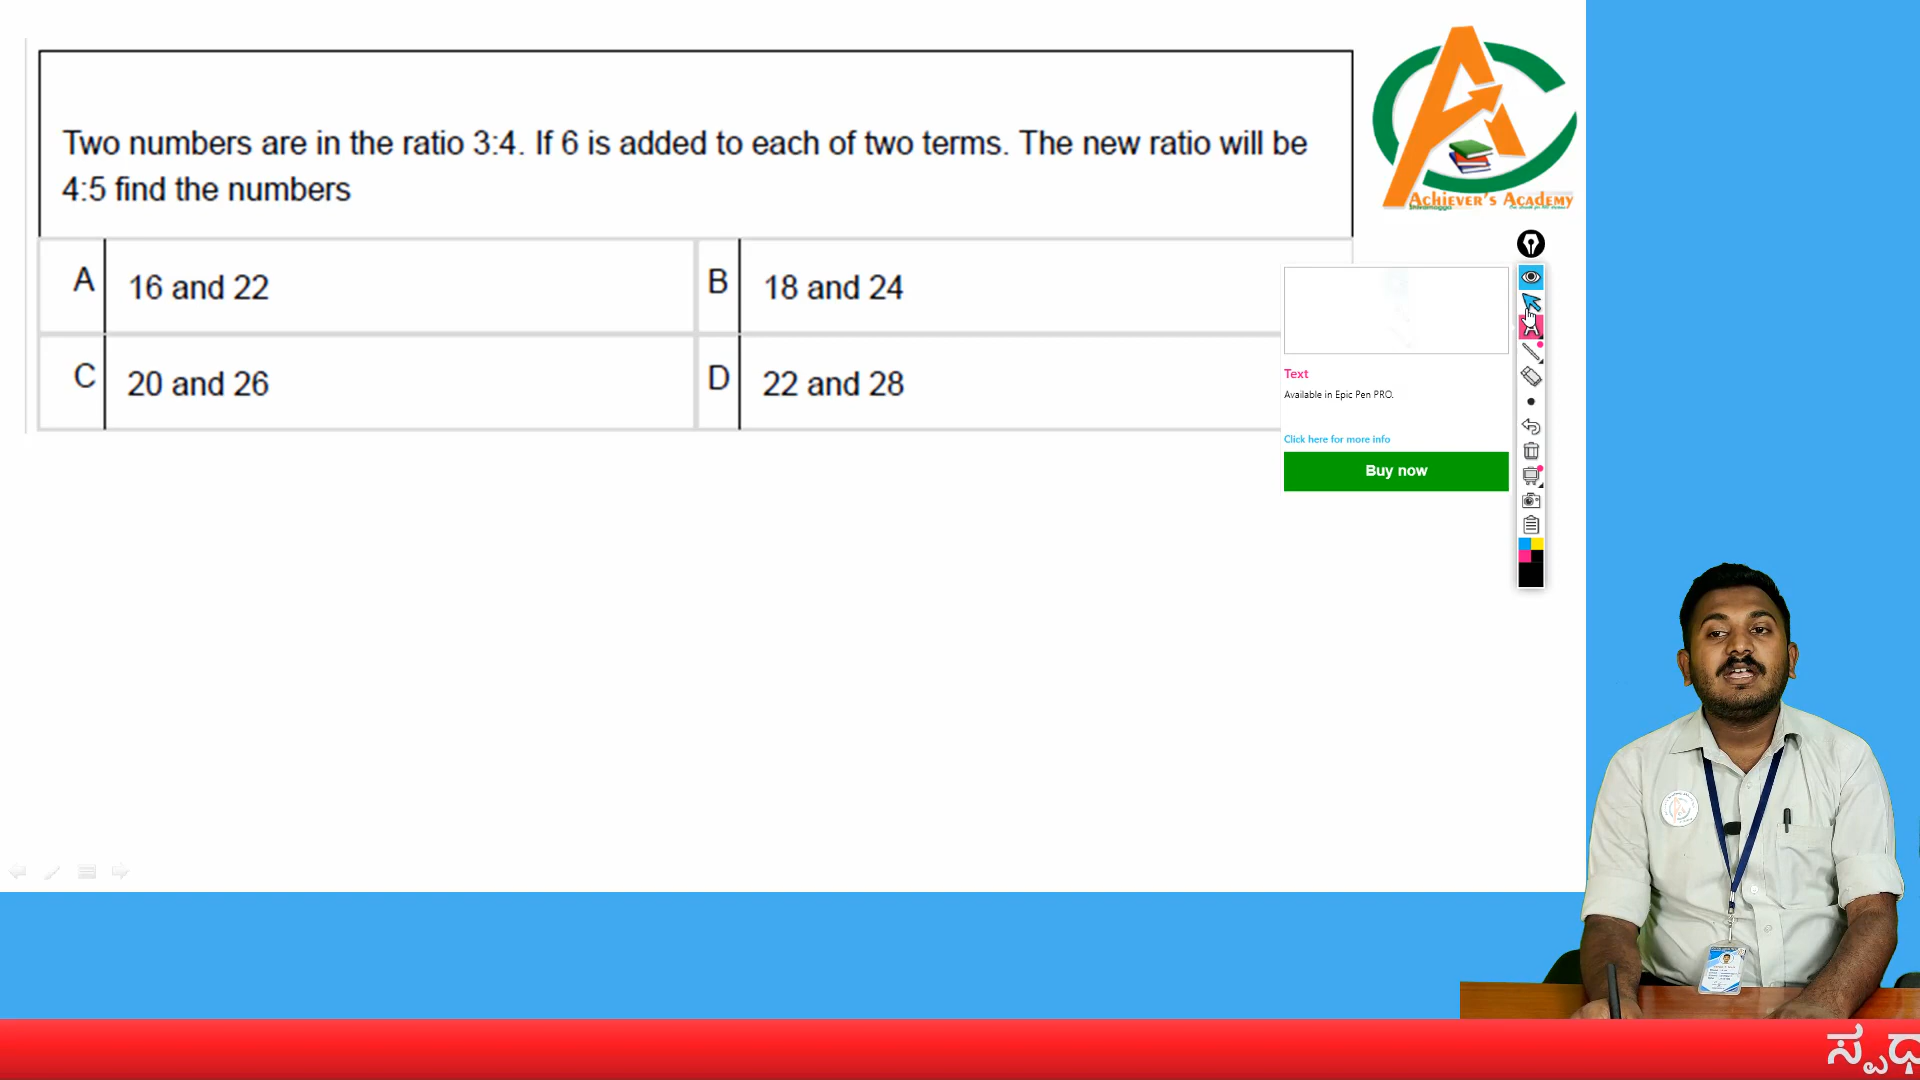 Two numbers are in the ratio 3:4. If 6 is added to each of two terms. The new ratio will be
4:5 find the numbers
A 16 and 22
B 18 and 24
C 20 and 26
D 22 and 28
ACHIEVER'S ACADEMY
Text
Available in Epic Pen PRO.
Click here for more info
Buy now